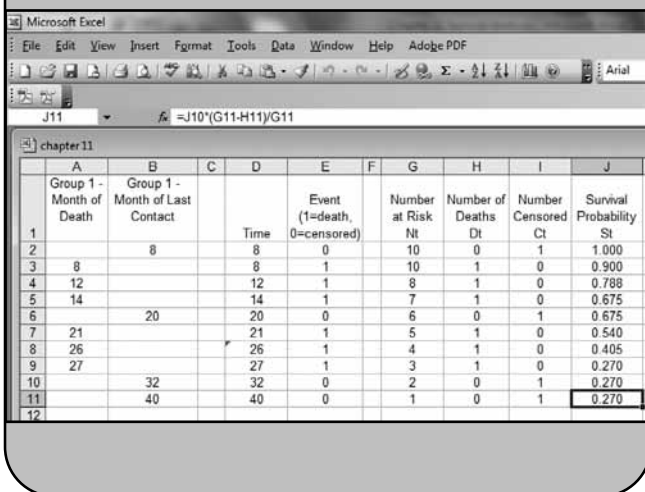 Microsoft Excel
File Edit View Insert Format Tools Data Window Help Adobe PDF
Arial
J11 fx =J10*(G11-H11)/G11
chapter11
A B C D E F G H I J
1 Group 1 - Month of Death Group 1 - Month of Last Contact Time Event (1=death, 0=censored) Number at Risk Nt Number of Deaths Dt Number Censored Ct Survival Probability St
2 8 8 0 10 0 1 1.000
3 8 8 1 10 1 0 0.900
4 12 12 1 8 1 0 0.788
5 14 14 1 7 1 0 0.675
6 20 20 0 6 0 1 0.675
7 21 21 1 5 1 0 0.540
8 26 26 1 4 1 0 0.405
9 27 27 1 3 1 0 0.270
10 32 32 0 2 0 1 0.270
11 40 40 0 1 0 1 0.270
12